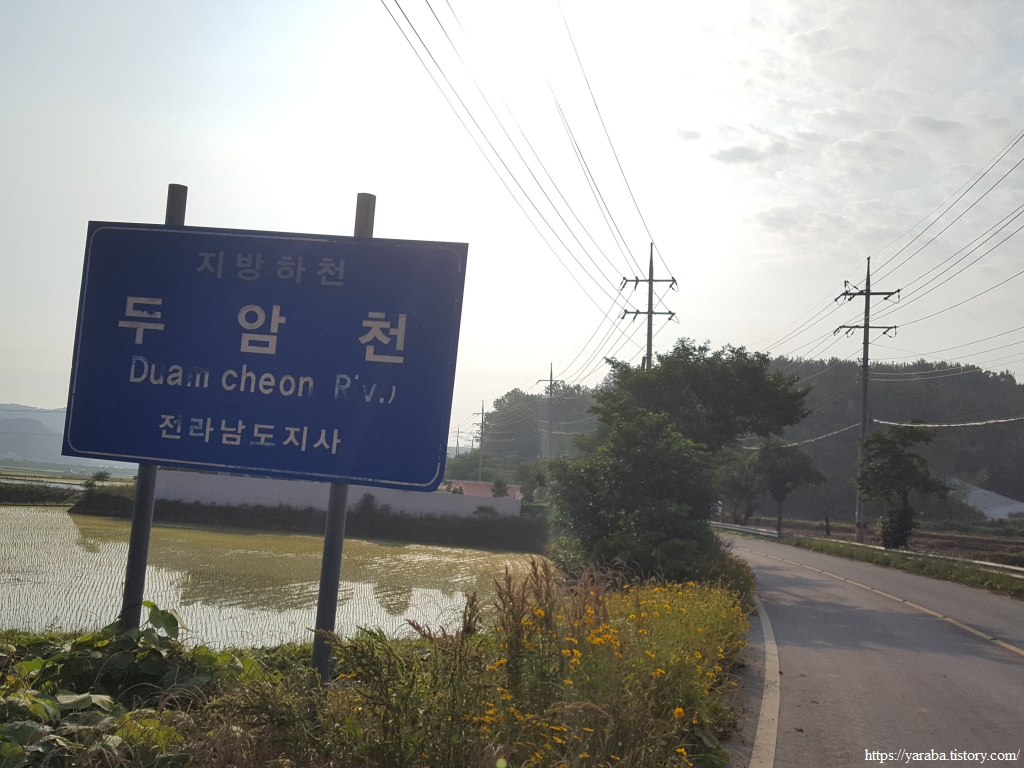 지방하천
두 암 천
Duam cheon Riv.)
전라남도지사
https://yaraba.tistory.com/